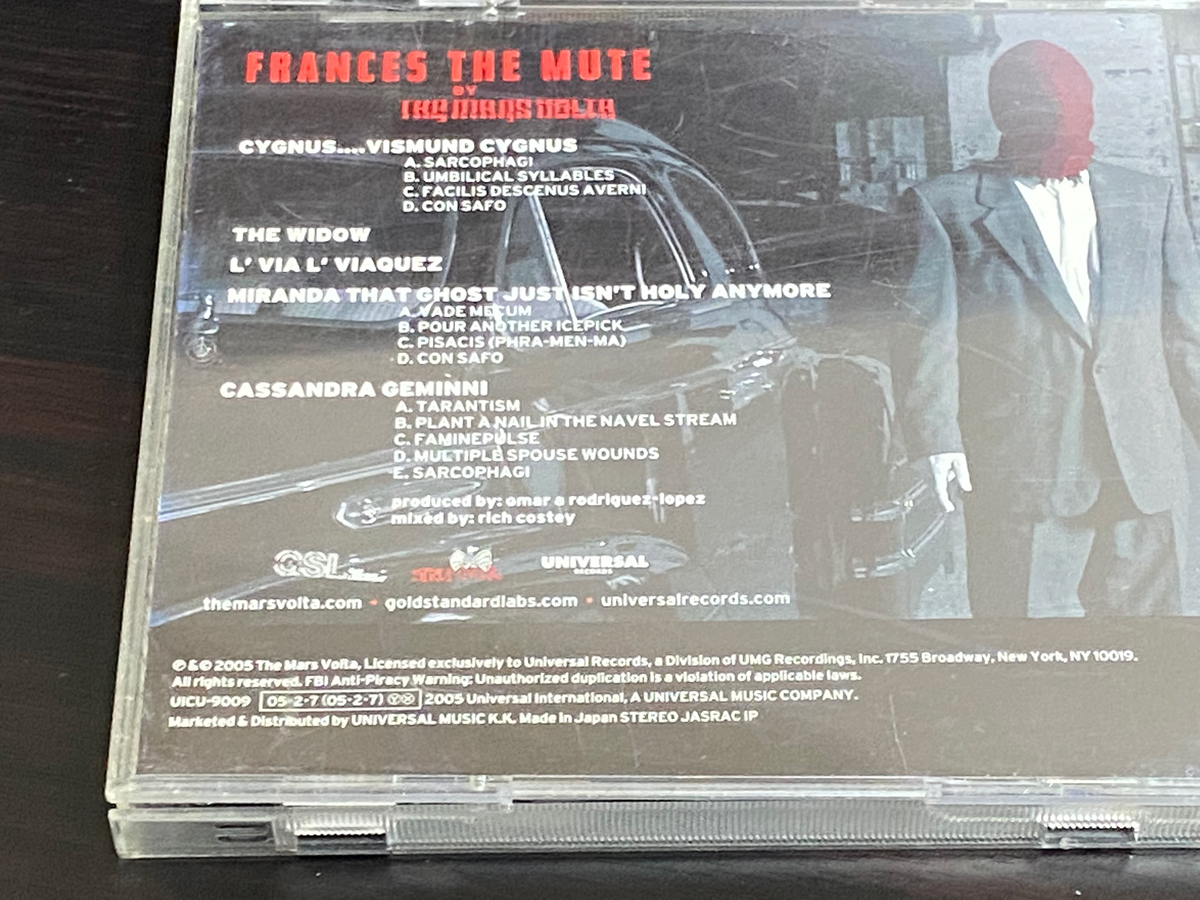 FRANCES THE MUTE
BY
THE MARS VOLTA
CYGNUS....VISMUND CYGNUS
A. SARCOPHAGI
B. UMBILICAL SYLLABLES
C. FACILIS DESCENUS AVERNI
D. CON SAFO
THE WIDOW
L' VIA L' VIAQUEZ
MIRANDA THAT GHOST JUST ISN'T HOLY ANYMORE
A. VADE MECUM
B. POUR ANOTHER ICEPICK
C. PISACIS (PHRA-MEN-MA)
D. CON SAFO
CASSANDRA GEMINNI
A. TARANTISM
B. PLANT A NAIL IN THE NAVEL STREAM
C. FAMINEPULSE
D. MULTIPLE SPOUSE WOUNDS
E. SARCOPHAGI
produced by: omar a rodriguez-lopez
mixed by: rich costey
GSL UNIVERSAL
RECORDS
themarsvolta.com • goldstandardlabs.com • universalrecords.com
℗ & © 2005 The Mars Volta, Licensed exclusively to Universal Records, a Division of UMG Recordings, Inc. 1755 Broadway, New York, NY 10019.
All rights reserved. FBI Anti-Piracy Warning: Unauthorized duplication is a violation of applicable laws.
UICU-9009 05·2·7 (05·2·7) ⓎⓍ 2005 Universal International, A UNIVERSAL MUSIC COMPANY.
Marketed & Distributed by UNIVERSAL MUSIC K.K. Made in Japan STEREO JASRAC IP